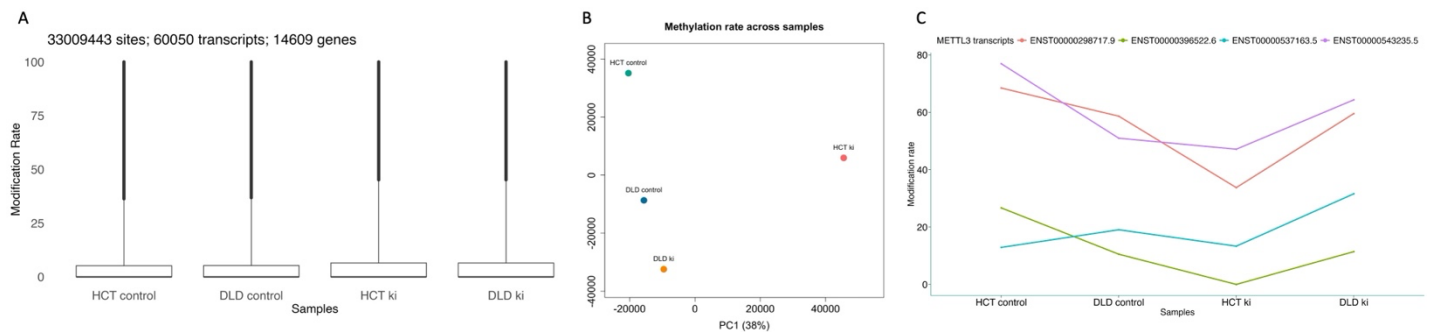 A
33009443 sites; 60050 transcripts; 14609 genes
100
75
50
25
0
Modification Rate
HCT control DLD control HCT ki DLD ki
Samples
B
Methylation rate across samples
40000
20000
0
-20000
-40000
HCT control
HCT ki
DLD control
DLD ki
-20000 0 20000 40000
PC1 (38%)
C
METTL3 transcripts ENST00000298717.9 ENST00000396522.6 ENST00000537163.5 ENST00000543235.5
80
60
40
20
0
Modification rate
HCT control DLD control HCT ki DLD ki
Samples